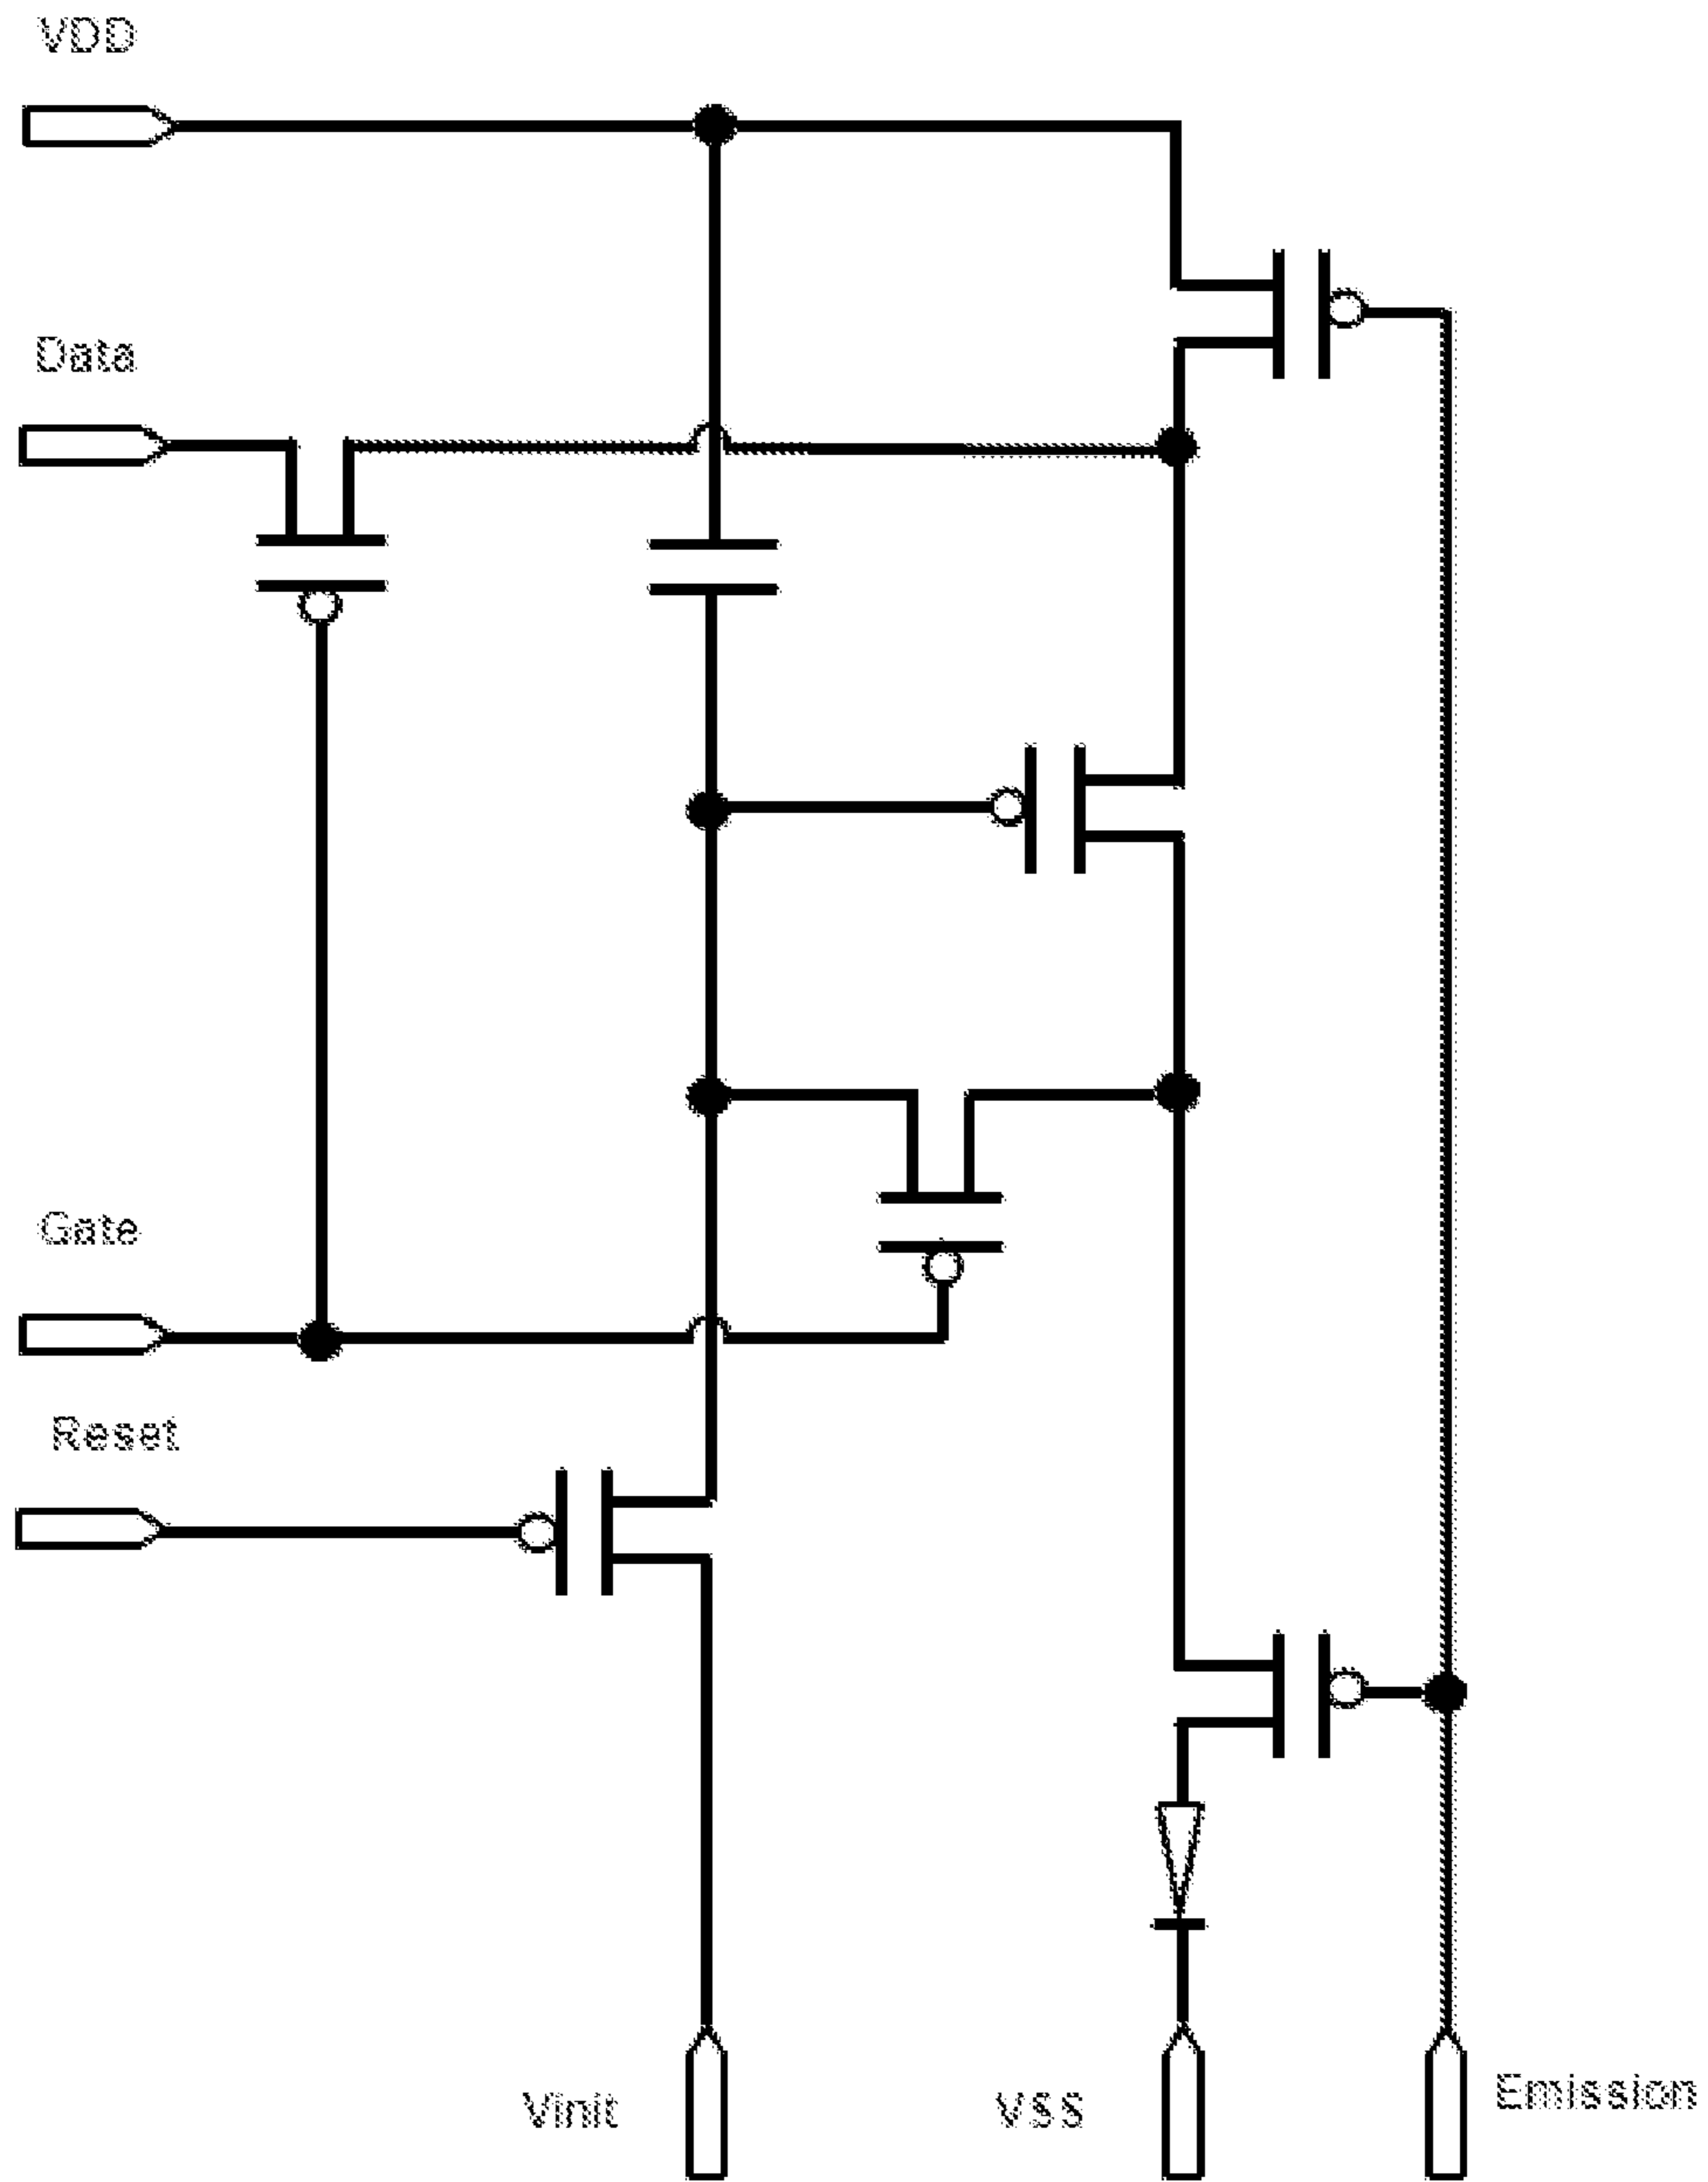 VDD
Data
Gate
Reset
Vinit
VSS
Emission